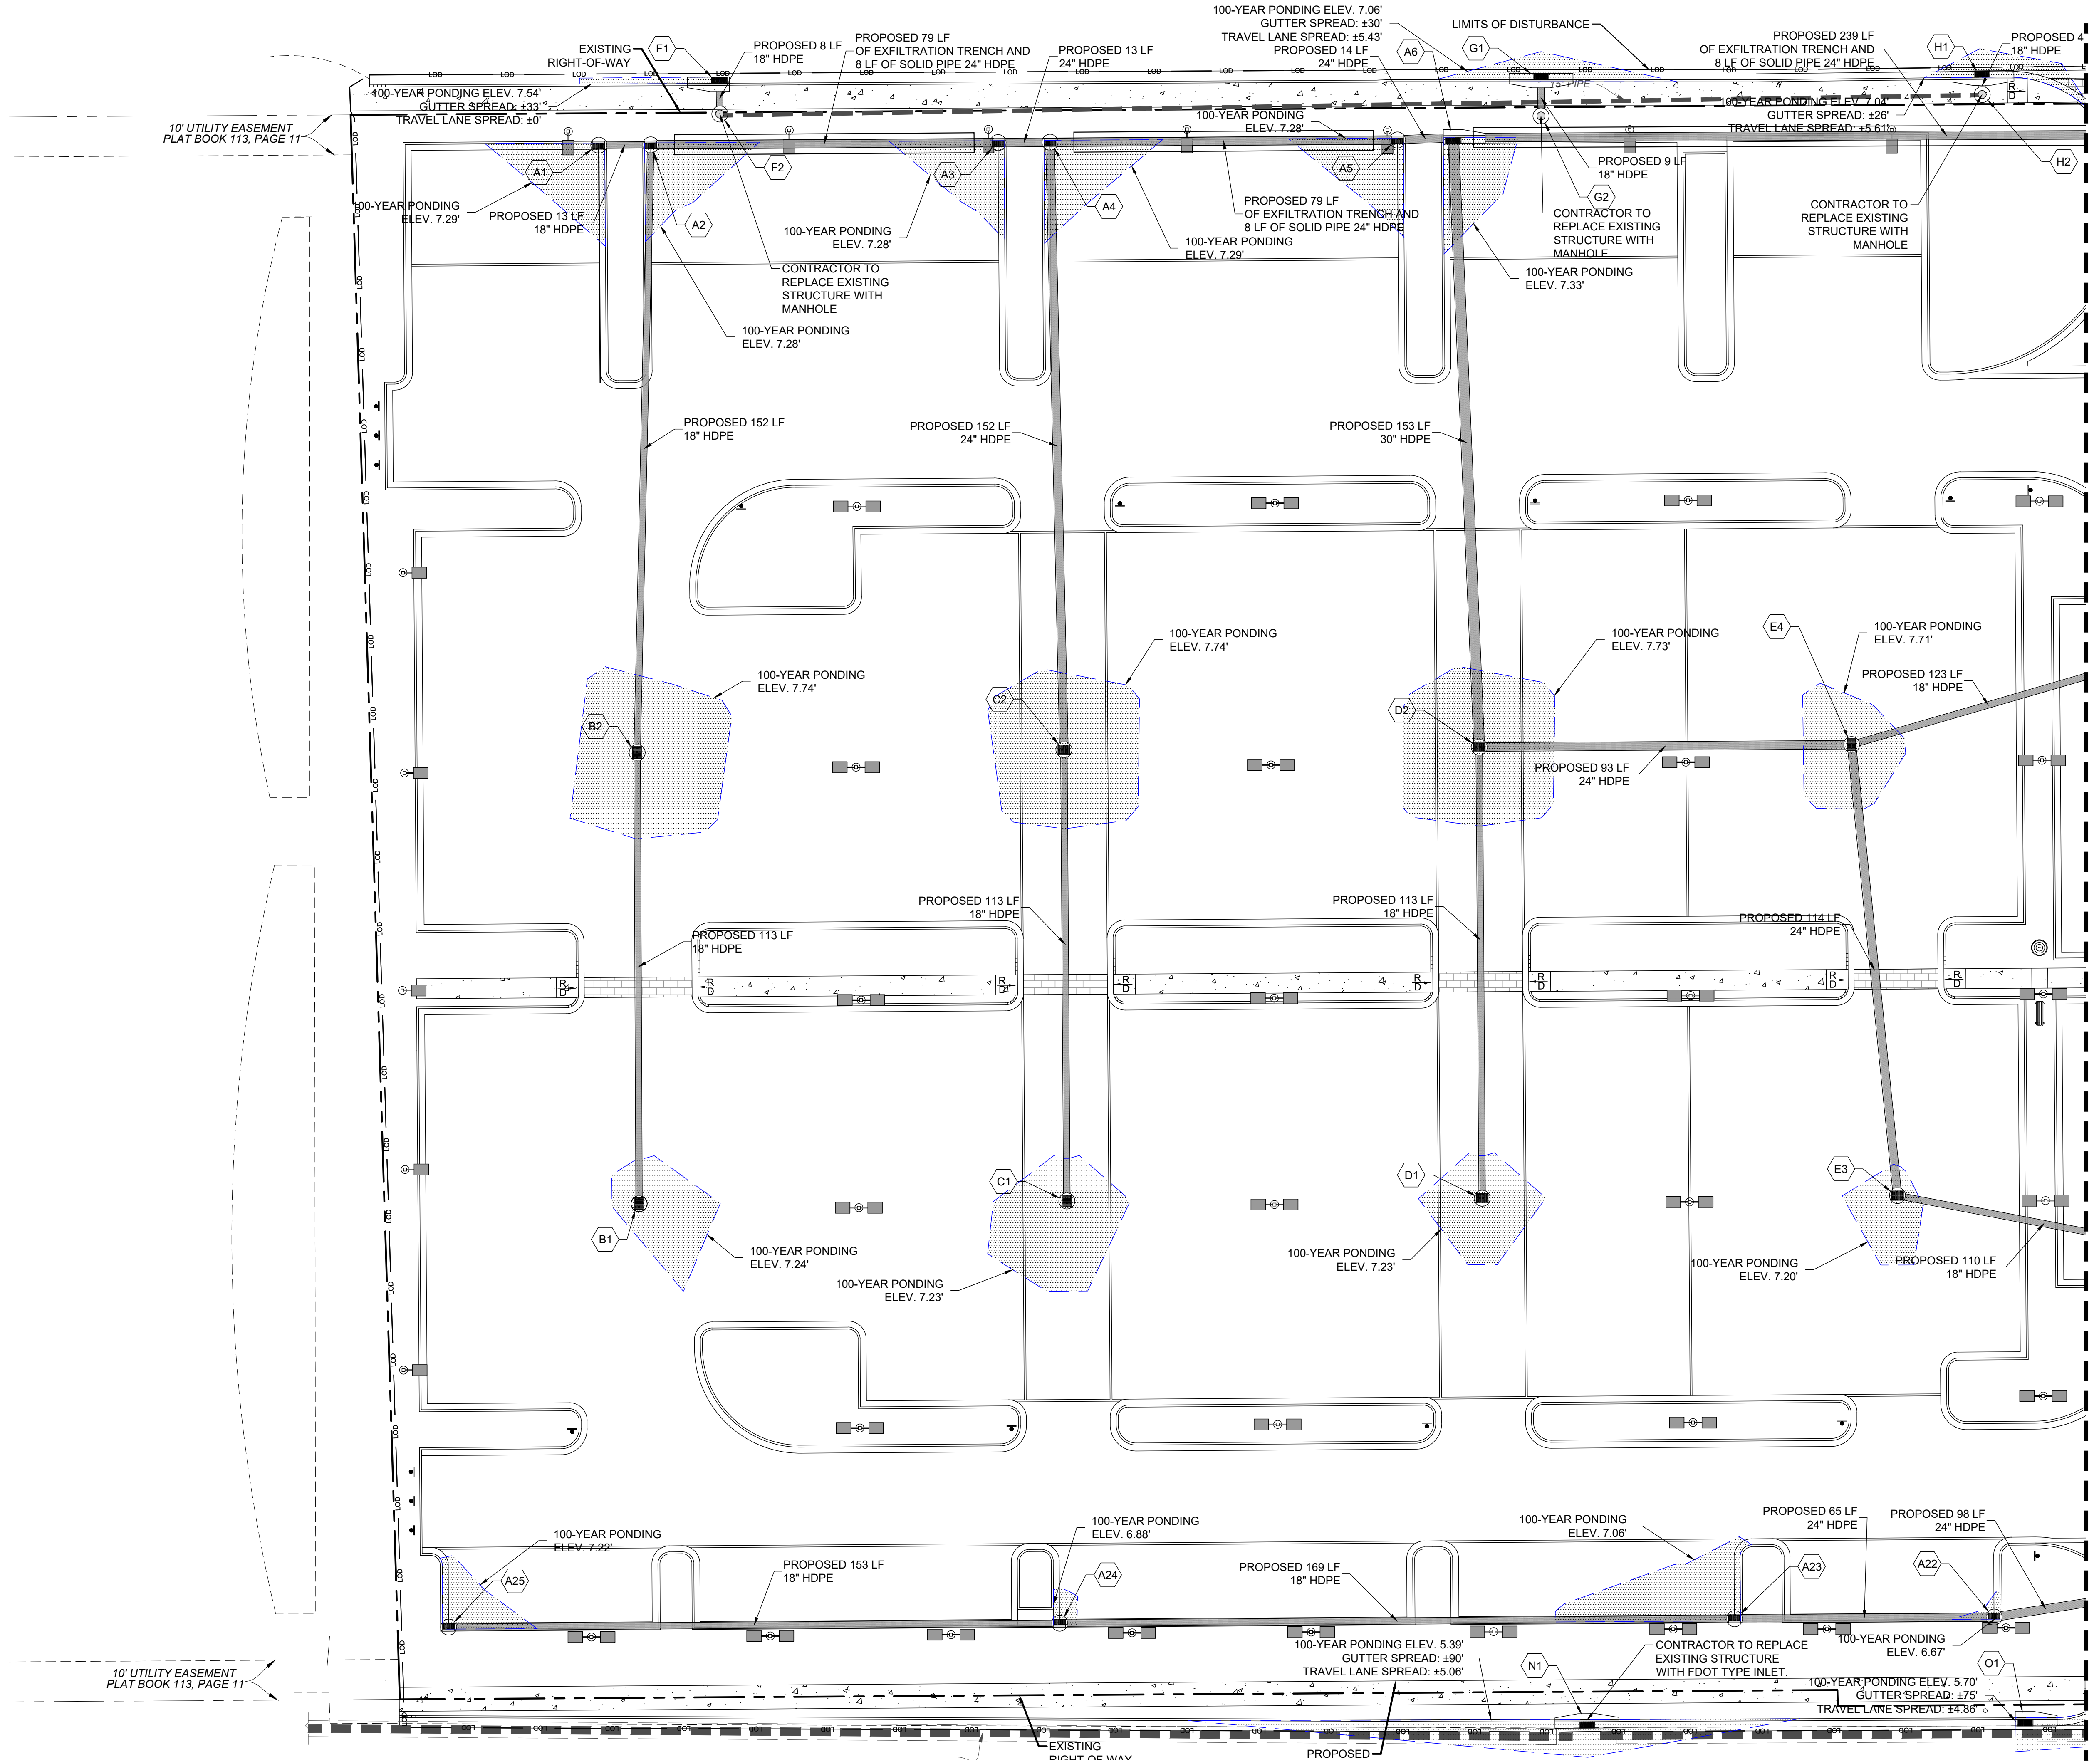 100-YEAR PONDING ELEV. 7.06'
GUTTER SPREAD: ±30'
TRAVEL LANE SPREAD: ±5.43'
PROPOSED 14 LF
24" HDPE
A6
G1
LIMITS OF DISTURBANCE
PROPOSED 239 LF
OF EXFILTRATION TRENCH AND
8 LF OF SOLID PIPE 24" HDPE
H1
PROPOSED 4
18" HDPE
EXISTING
RIGHT-OF-WAY
F1
PROPOSED 8 LF
18" HDPE
PROPOSED 79 LF
OF EXFILTRATION TRENCH AND
8 LF OF SOLID PIPE 24" HDPE
PROPOSED 13 LF
24" HDPE
100-YEAR PONDING ELEV. 7.54'
GUTTER SPREAD: ±33'
TRAVEL LANE SPREAD: ±0'
10' UTILITY EASEMENT
PLAT BOOK 113, PAGE 11
100-YEAR PONDING
ELEV. 7.28'
15" PIPE
100-YEAR PONDING ELEV. 7.04'
GUTTER SPREAD: ±26'
TRAVEL LANE SPREAD: ±5.61'
A1
F2
A3
A5
PROPOSED 9 LF
18" HDPE
H2
100-YEAR PONDING
ELEV. 7.29'
PROPOSED 13 LF
18" HDPE
A2
A4
100-YEAR PONDING
ELEV. 7.28'
PROPOSED 79 LF
OF EXFILTRATION TRENCH AND
8 LF OF SOLID PIPE 24" HDPE
100-YEAR PONDING
ELEV. 7.29'
G2
CONTRACTOR TO
REPLACE EXISTING
STRUCTURE WITH
MANHOLE
CONTRACTOR TO
REPLACE EXISTING
STRUCTURE WITH
MANHOLE
CONTRACTOR TO
REPLACE EXISTING
STRUCTURE WITH
MANHOLE
100-YEAR PONDING
ELEV. 7.33'
100-YEAR PONDING
ELEV. 7.28'
PROPOSED 152 LF
18" HDPE
PROPOSED 152 LF
24" HDPE
PROPOSED 153 LF
30" HDPE
100-YEAR PONDING
ELEV. 7.74'
100-YEAR PONDING
ELEV. 7.74'
100-YEAR PONDING
ELEV. 7.73'
E4
100-YEAR PONDING
ELEV. 7.71'
PROPOSED 123 LF
18" HDPE
B2
C2
D2
PROPOSED 93 LF
24" HDPE
PROPOSED 113 LF
18" HDPE
PROPOSED 113 LF
18" HDPE
PROPOSED 113 LF
18" HDPE
PROPOSED 114 LF
24" HDPE
R
D
R
D
R
D
R
D
R
D
R
D
R
D
R
D
R
D
B1
C1
D1
E3
100-YEAR PONDING
ELEV. 7.24'
100-YEAR PONDING
ELEV. 7.23'
100-YEAR PONDING
ELEV. 7.23'
100-YEAR PONDING
ELEV. 7.20'
PROPOSED 110 LF
18" HDPE
100-YEAR PONDING
ELEV. 7.22'
A25
PROPOSED 153 LF
18" HDPE
100-YEAR PONDING
ELEV. 6.88'
A24
PROPOSED 169 LF
18" HDPE
100-YEAR PONDING
ELEV. 7.06'
A23
PROPOSED 65 LF
24" HDPE
PROPOSED 98 LF
24" HDPE
A22
100-YEAR PONDING
ELEV. 6.67'
10' UTILITY EASEMENT
PLAT BOOK 113, PAGE 11
100-YEAR PONDING ELEV. 5.39'
GUTTER SPREAD: ±90'
TRAVEL LANE SPREAD: ±5.06'
N1
CONTRACTOR TO REPLACE
EXISTING STRUCTURE
WITH FDOT TYPE INLET.
O1
100-YEAR PONDING ELEV. 5.70'
GUTTER SPREAD: ±75'
TRAVEL LANE SPREAD: ±4.86'
EXISTING
RIGHT-OF-WAY
PROPOSED
LOD